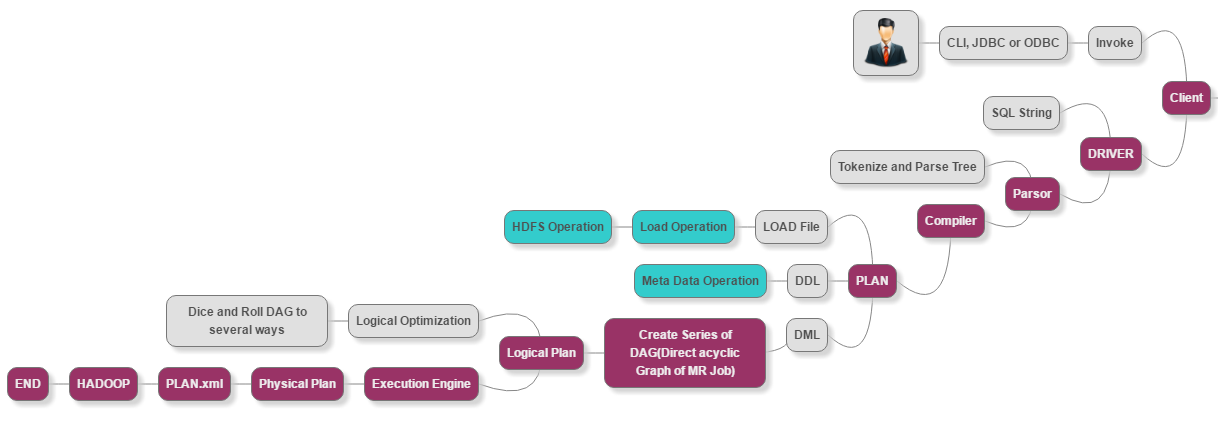 CLI, JDBC or ODBC
Invoke
Client
SQL String
DRIVER
Tokenize and Parse Tree
Parsor
Compiler
HDFS Operation
Load Operation
LOAD File
Meta Data Operation
DDL
PLAN
Dice and Roll DAG to
several ways
Logical Optimization
Logical Plan
Create Series of
DAG(Direct acyclic
Graph of MR Job)
DML
END
HADOOP
PLAN.xml
Physical Plan
Execution Engine